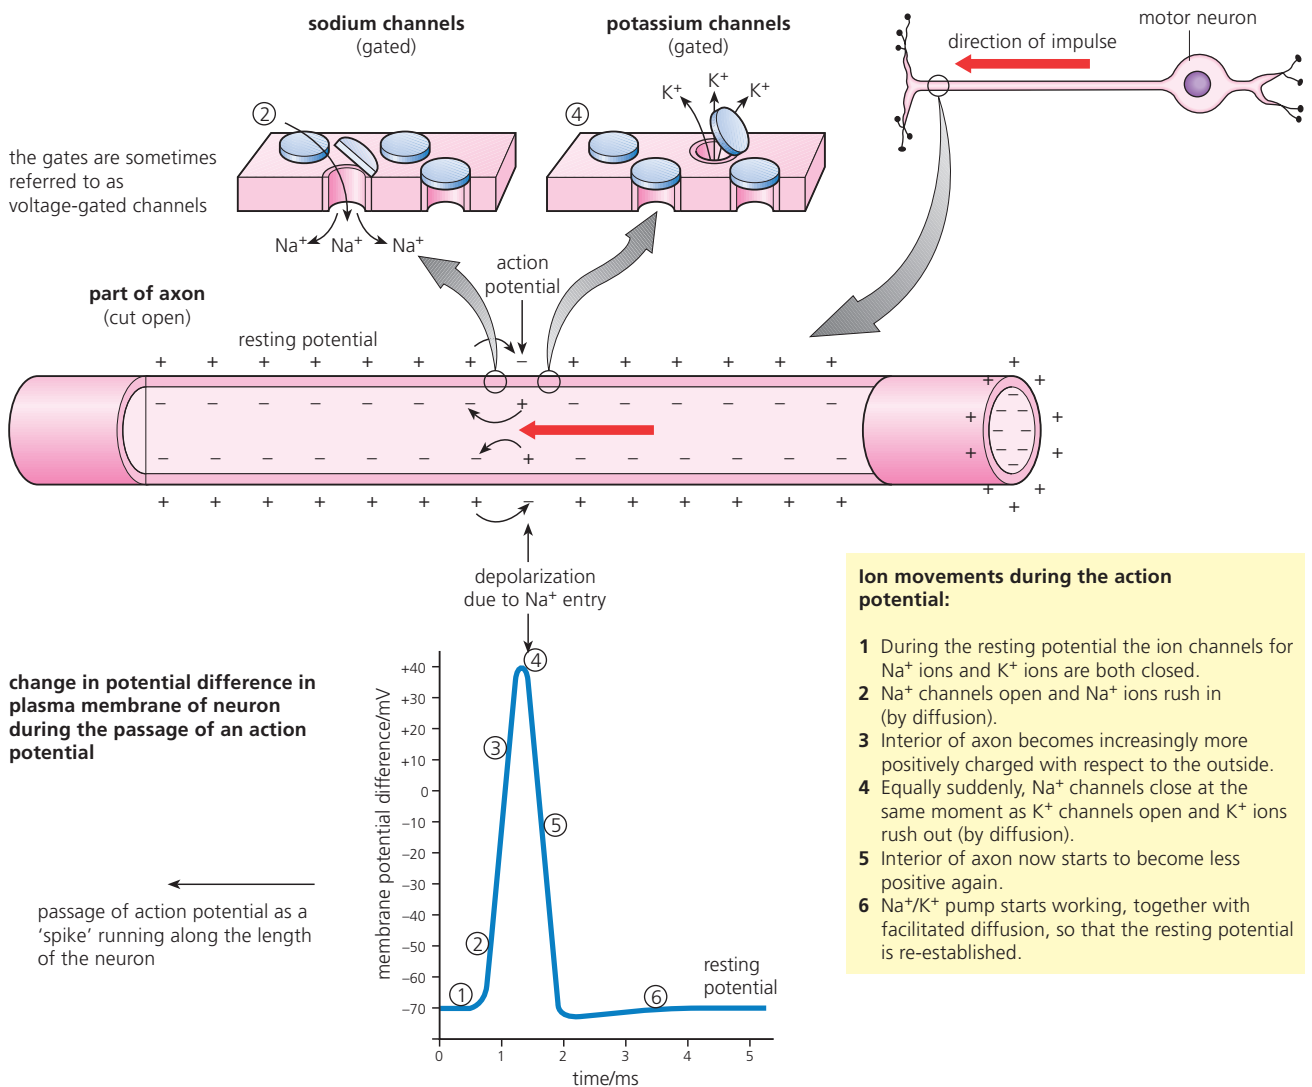 sodium channels
(gated)
potassium channels
(gated)
motor neuron
direction of impulse
K⁺
K⁺
K⁺
2
4
the gates are sometimes
referred to as
voltage-gated channels
Na⁺
Na⁺
Na⁺
action
potential
part of axon
(cut open)
resting potential
+ + + + + + + − + + + + + +
− − − − − − − + − − − − − −
− − − − − − − + − − − − − −
+ + + + + + + − + + + + + +
+ + + + + + + + + +
− − − − − − − −
depolarization
due to Na⁺ entry
change in potential difference in
plasma membrane of neuron
during the passage of an action
potential
passage of action potential as a
‘spike’ running along the length
of the neuron
membrane potential difference/mV
+40
+30
+20
+10
0
−10
−20
−30
−40
−50
−60
−70
1
2
3
4
5
6
resting
potential
0 1 2 3 4 5
time/ms
Ion movements during the action
potential:
1 During the resting potential the ion channels for
Na⁺ ions and K⁺ ions are both closed.
2 Na⁺ channels open and Na⁺ ions rush in
(by diffusion).
3 Interior of axon becomes increasingly more
positively charged with respect to the outside.
4 Equally suddenly, Na⁺ channels close at the
same moment as K⁺ channels open and K⁺ ions
rush out (by diffusion).
5 Interior of axon now starts to become less
positive again.
6 Na⁺/K⁺ pump starts working, together with
facilitated diffusion, so that the resting potential
is re-established.